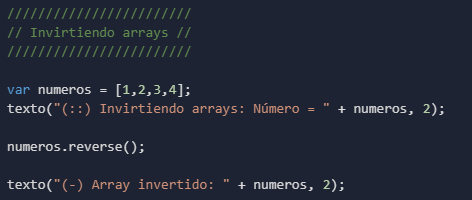 ////////////////////////
// Invirtiendo arrays //
////////////////////////
var numeros = [1,2,3,4];
texto("(::) Invirtiendo arrays: Número = " + numeros, 2);
numeros.reverse();
texto("(-) Array invertido: " + numeros, 2);